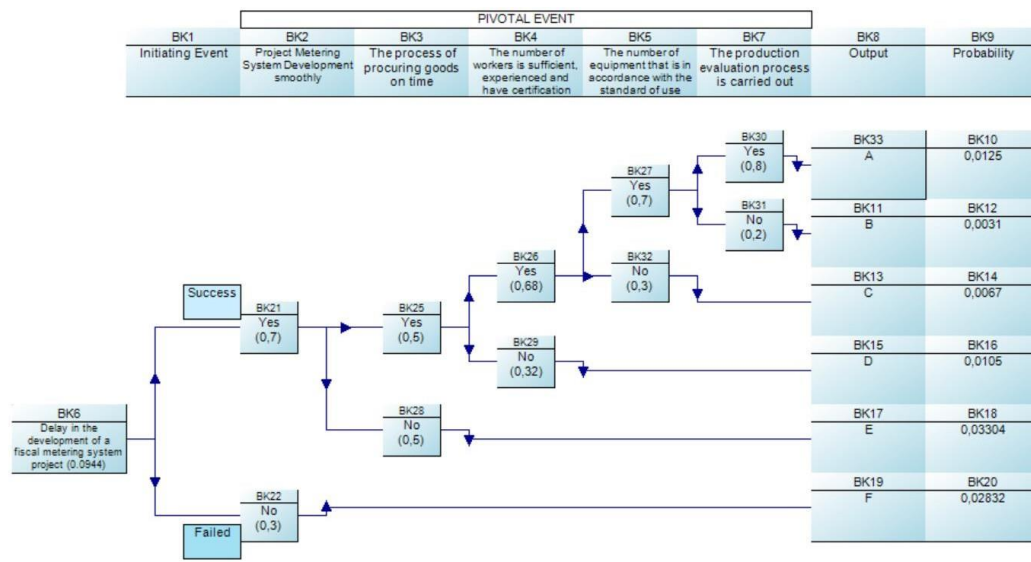 PIVOTAL EVENT
BK1 BK2 BK3 BK4 BK5 BK7 BK8 BK9
Initiating Event
Project Metering
System Development
smoothly
The process of
procuring goods
on time
The number of
workers is sufficient,
experienced and
have certification
The number of
equipment that is in
accordance with the
standard of use
The production
evaluation process
is carried out
Output
Probability
BK30
Yes
(0,8)
BK33
A
BK10
0,0125
BK27
Yes
(0,7)
BK31
No
(0,2)
BK11
B
BK12
0,0031
BK26
Yes
(0,68)
BK32
No
(0,3)
BK13
C
BK14
0,0067
Success
BK21
Yes
(0,7)
BK25
Yes
(0,5)
BK29
No
(0,32)
BK15
D
BK16
0,0105
BK6
Delay in the
development of a
fiscal metering system
project (0.0944)
BK28
No
(0,5)
BK17
E
BK18
0,03304
BK22
No
(0,3)
Failed
BK19
F
BK20
0,02832